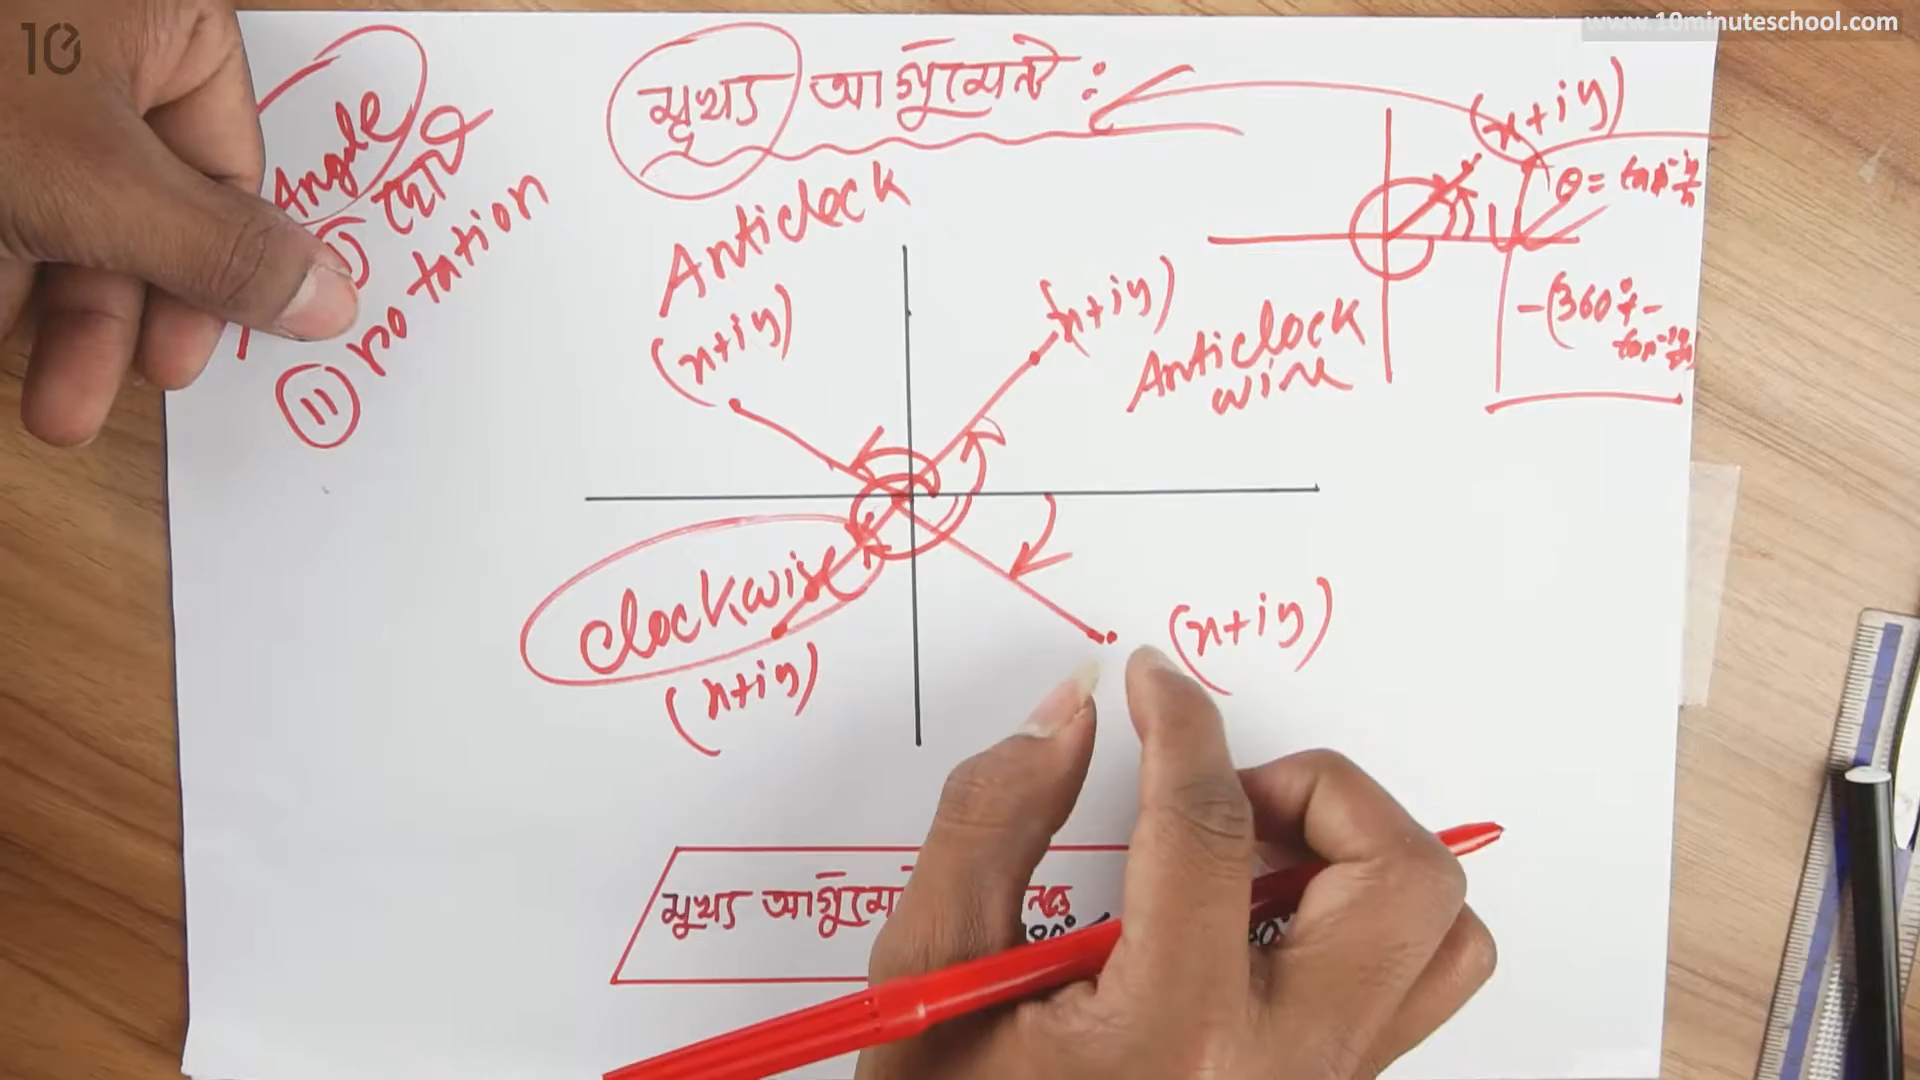 10
www.10minuteschool.com
মূখ্য আর্গুমেন্ট :
Angle
rotation
II
Anticlock
(x+iy)
(x+iy)
Anticlock
wise
(x+iy)
θ = tan⁻¹ y/x
-(360°+-
clockwise
(x+iy)
(x+iy)
মূখ্য